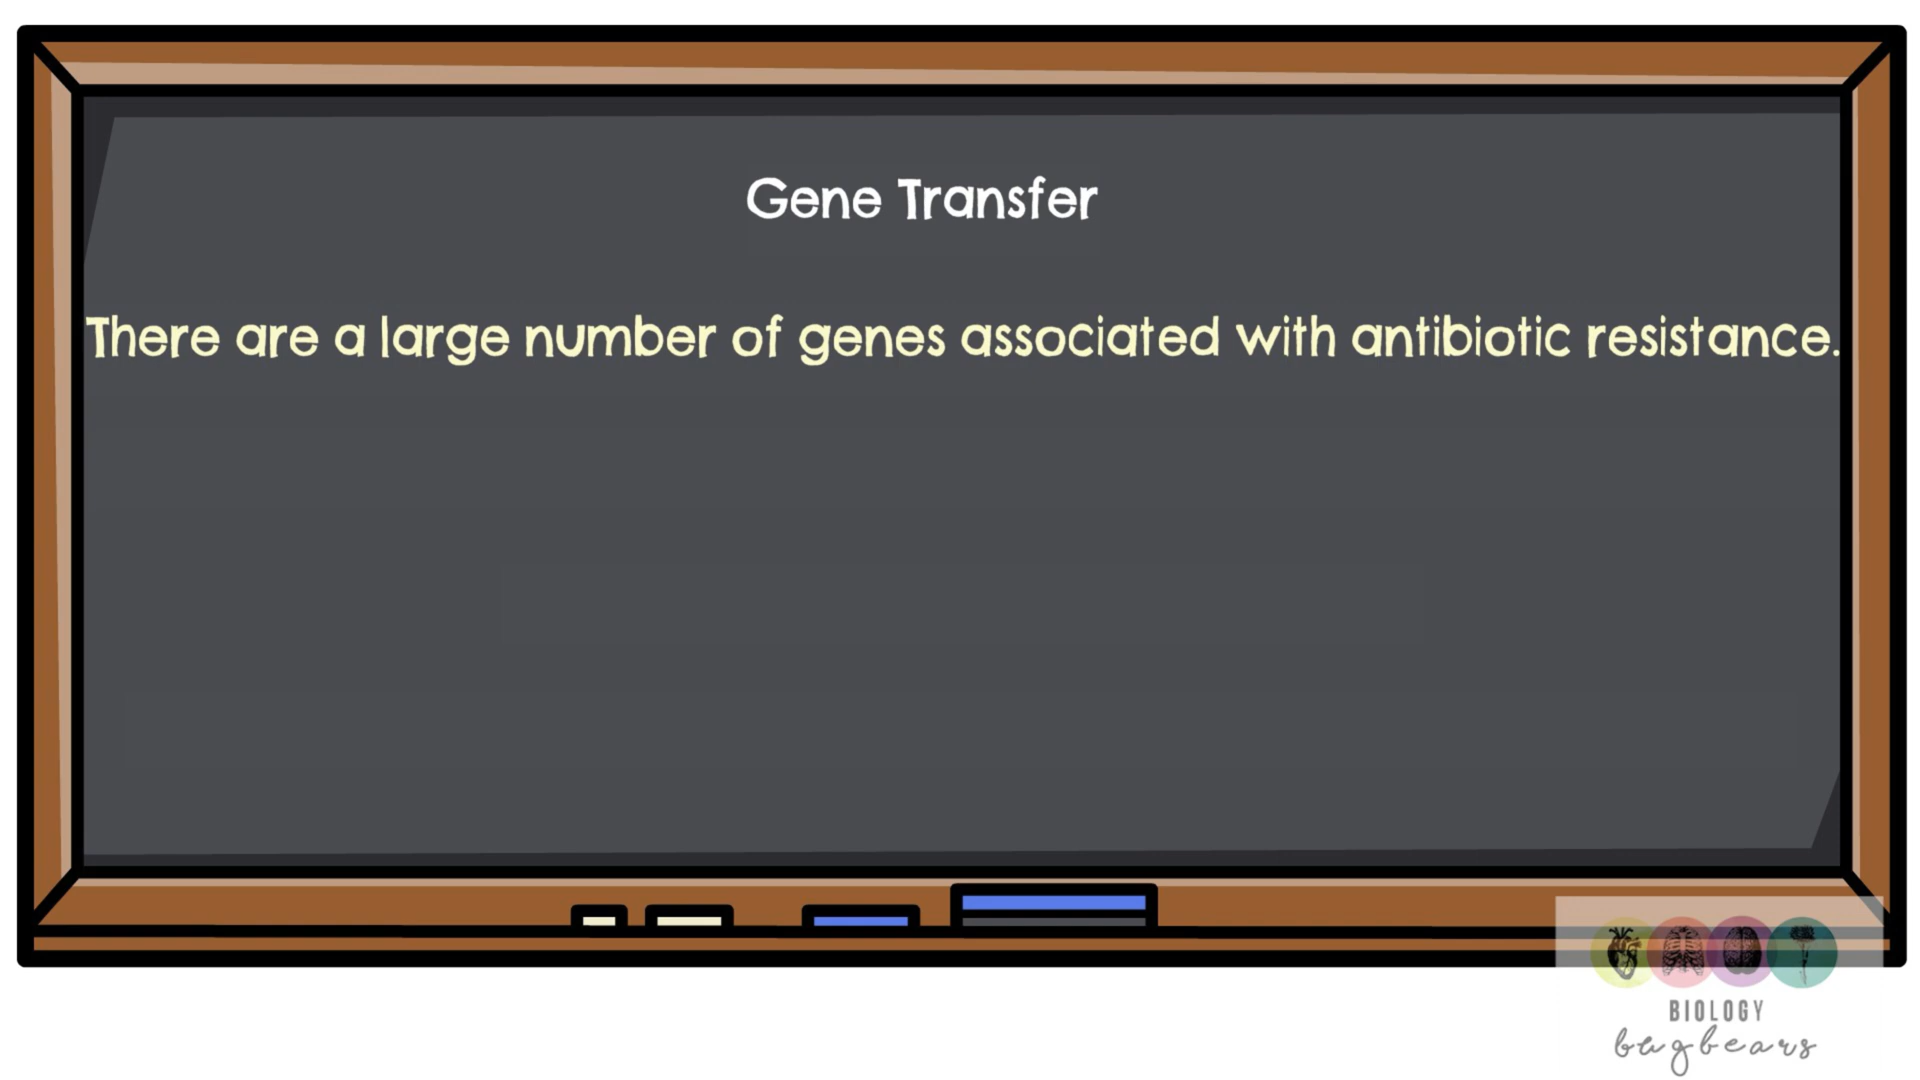 Gene Transfer
There are a large number of genes associated with antibiotic resistance.
BIOLOGY
bugbears